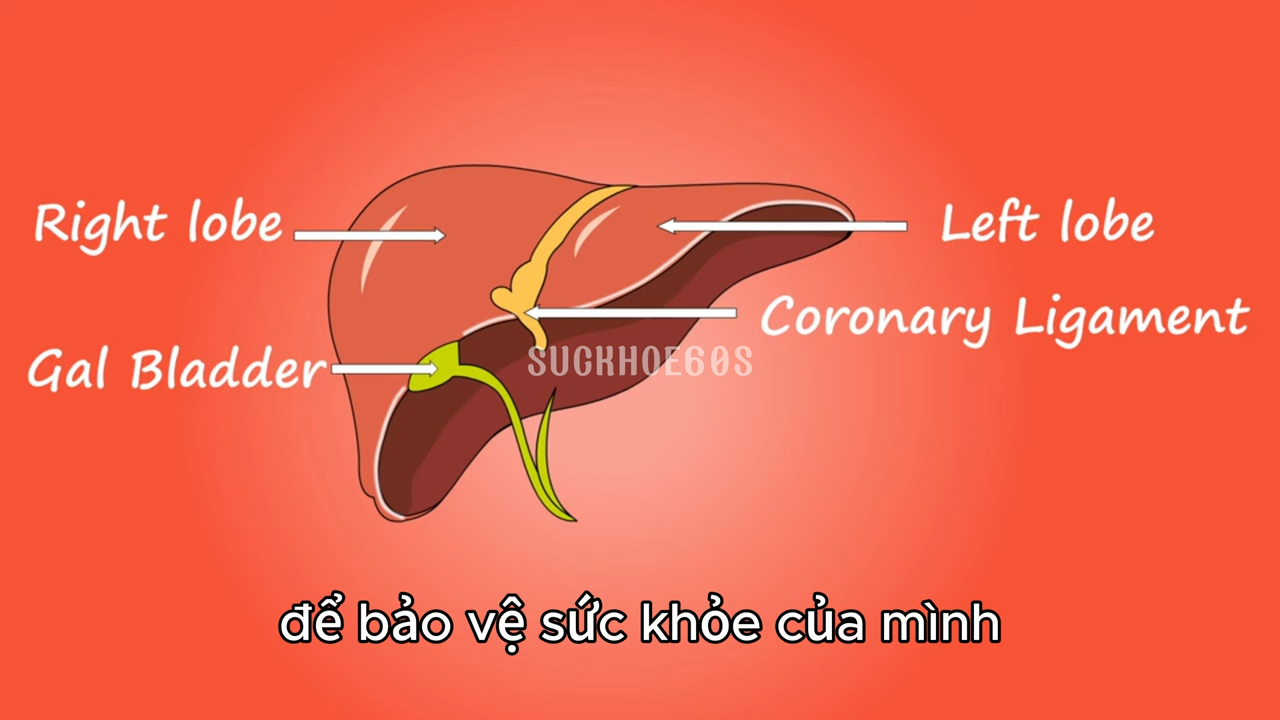 Right lobe
Left lobe
Coronary Ligament
Gal Bladder
SUCKHOE60S
để bảo vệ sức khỏe của mình